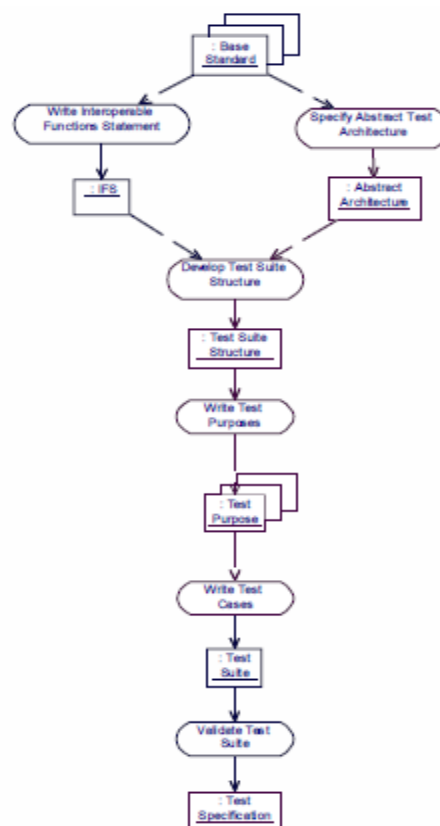 : Base
Standard
Write Interoperable
Functions Statement
Specify Abstract Test
Architecture
: IFS
: Abstract
Architecture
Develop Test Suite
Structure
: Test Suite
Structure
Write Test
Purposes
: Test
Purpose
Write Test
Cases
: Test
Suite
Validate Test
Suite
: Test
Specification